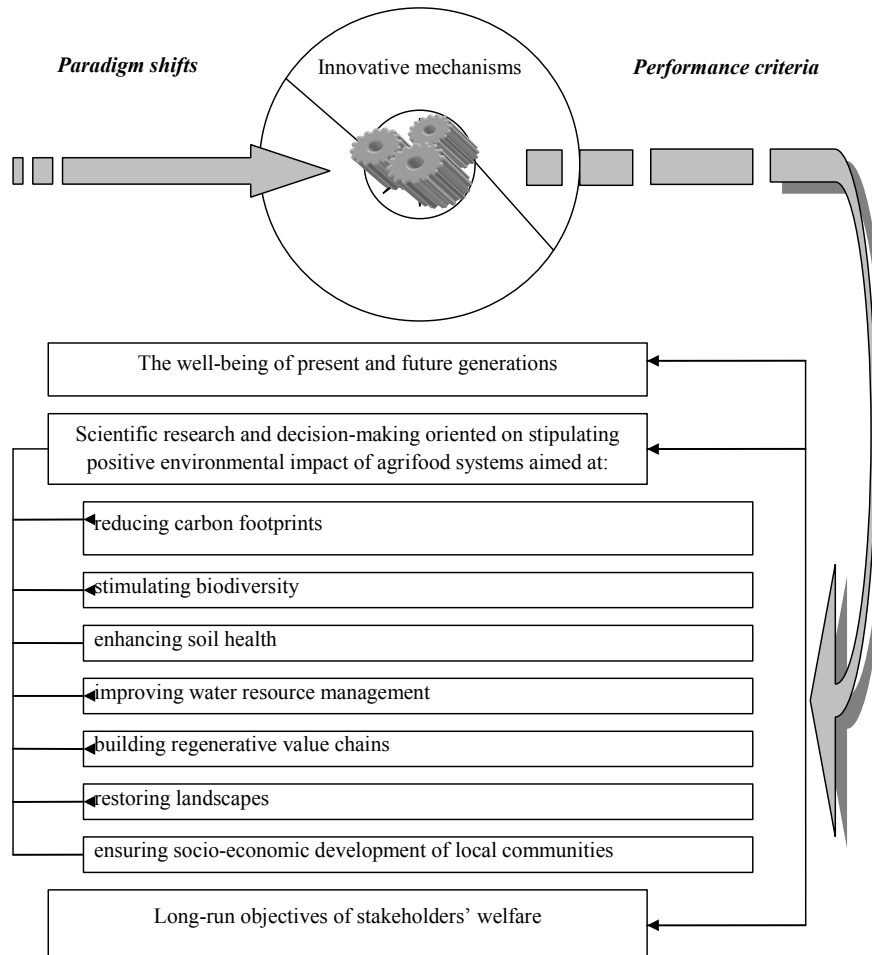 Paradigm shifts
Innovative mechanisms
Performance criteria
The well-being of present and future generations
Scientific research and decision-making oriented on stipulating
positive environmental impact of agrifood systems aimed at:
reducing carbon footprints
stimulating biodiversity
enhancing soil health
improving water resource management
building regenerative value chains
restoring landscapes
ensuring socio-economic development of local communities
Long-run objectives of stakeholders’ welfare